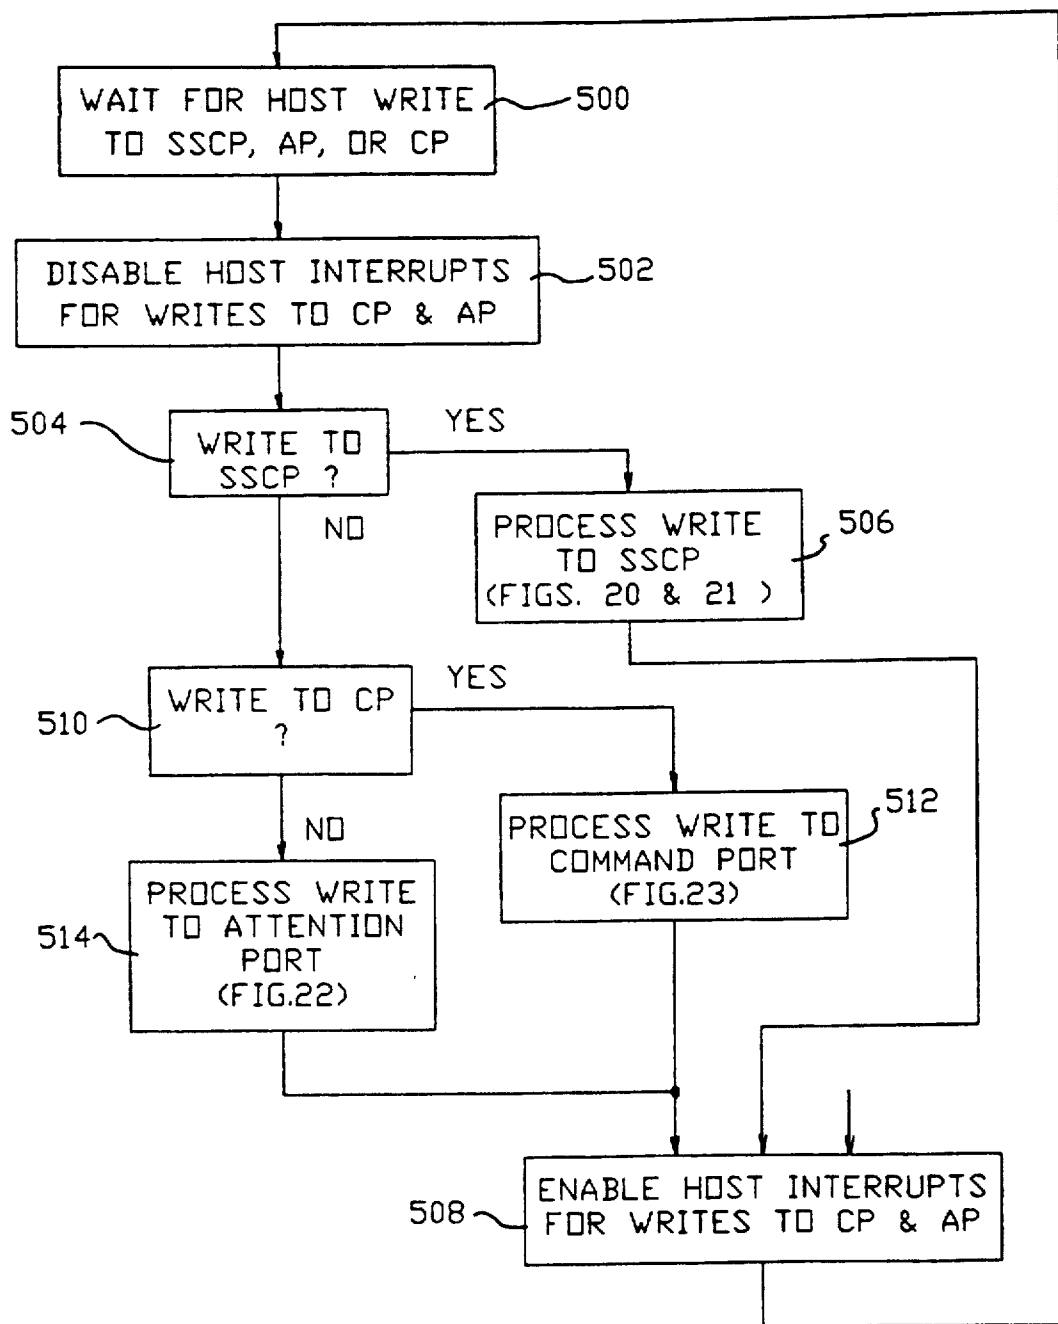 WAIT FOR HOST WRITE
TO SSCP, AP, OR CP
500
DISABLE HOST INTERRUPTS
FOR WRITES TO CP & AP
502
504
WRITE TO
SSCP ?
YES
NO
PROCESS WRITE
TO SSCP
(FIGS. 20 & 21 )
506
510
WRITE TO CP
?
YES
NO
PROCESS WRITE TO
COMMAND PORT
(FIG.23)
512
514
PROCESS WRITE
TO ATTENTION
PORT
(FIG.22)
508
ENABLE HOST INTERRUPTS
FOR WRITES TO CP & AP